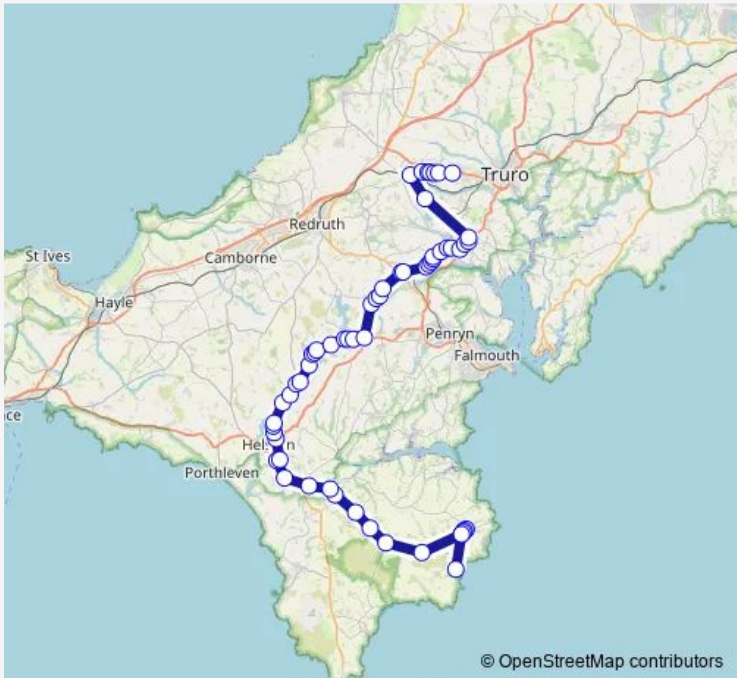 Truro
Redruth
St Ives
Camborne
Hayle
Penryn
Falmouth
ce
Porthleven
© OpenStreetMap contributors